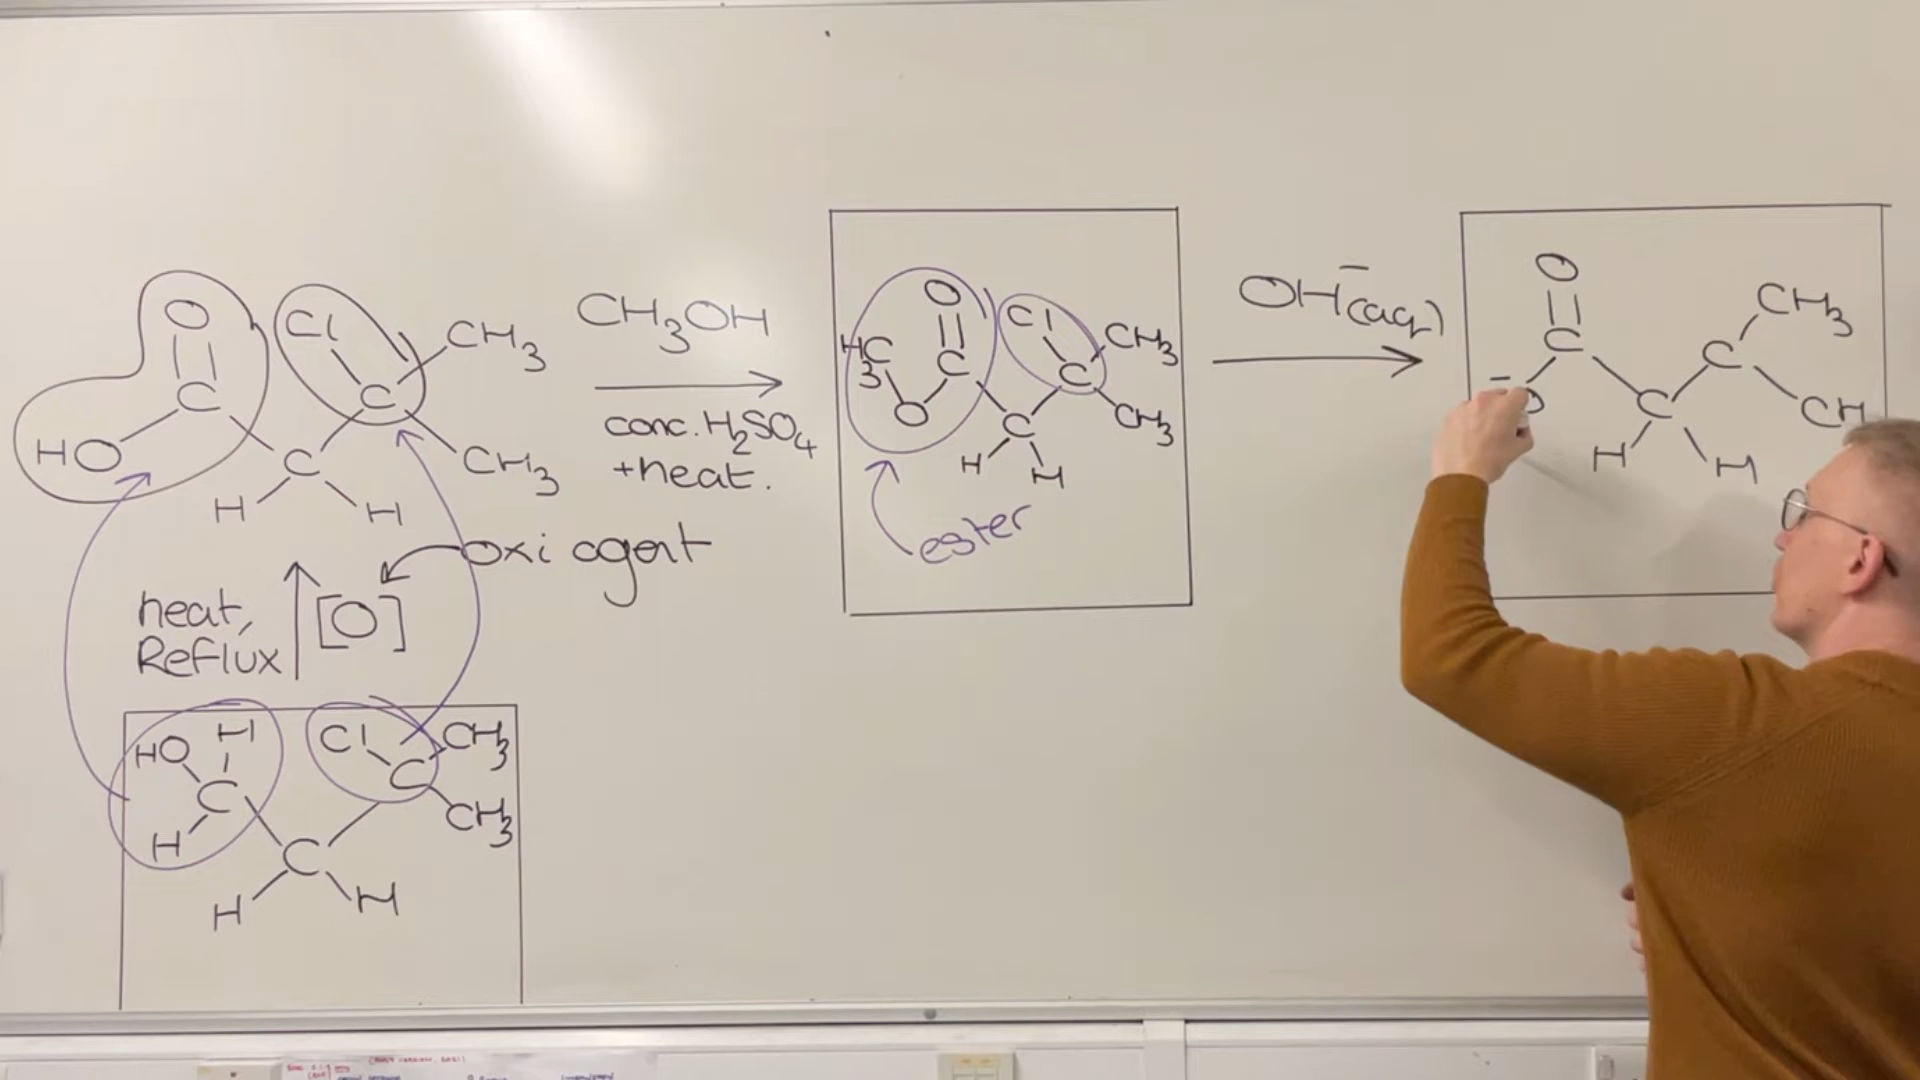 O
Cl
CH3
C
C
HO
C
CH3
H
H
CH3OH
conc. H2SO4
+heat.
O
Cl
CH3
H3C
C
C
O
C
CH3
H
H
ester
OH-(aq)
O
CH3
C
C
-O
C
CH
H
H
oxi agent
heat,
Reflux
[O]
HO
H
Cl
CH3
C
C
H
CH3
C
H
H